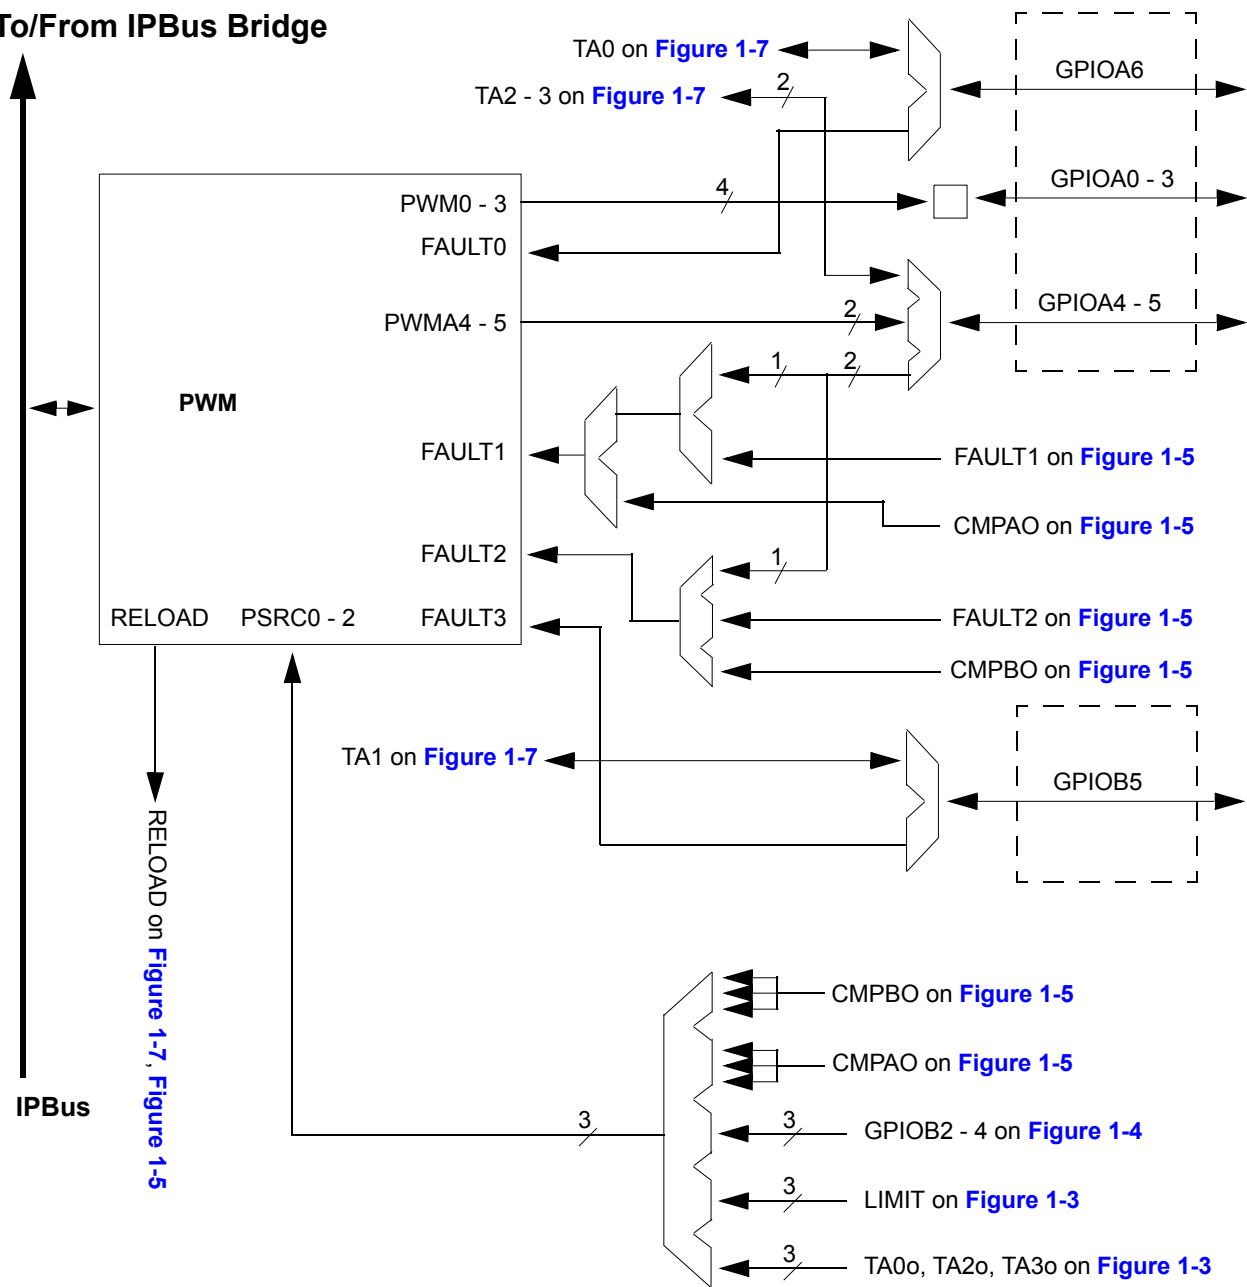 To/From IPBus Bridge
TA0 on Figure 1-7
GPIOA6
TA2 - 3 on Figure 1-7
2
PWM0 - 3
4
GPIOA0 - 3
FAULT0
PWMA4 - 5
2
GPIOA4 - 5
1
2
PWM
FAULT1
FAULT1 on Figure 1-5
CMPAO on Figure 1-5
FAULT2
1
RELOAD
PSRC0 - 2
FAULT3
FAULT2 on Figure 1-5
CMPBO on Figure 1-5
TA1 on Figure 1-7
GPIOB5
RELOAD on Figure 1-7, Figure 1-5
CMPBO on Figure 1-5
CMPAO on Figure 1-5
IPBus
3
3
GPIOB2 - 4 on Figure 1-4
3
LIMIT on Figure 1-3
3
TA0o, TA2o, TA3o on Figure 1-3